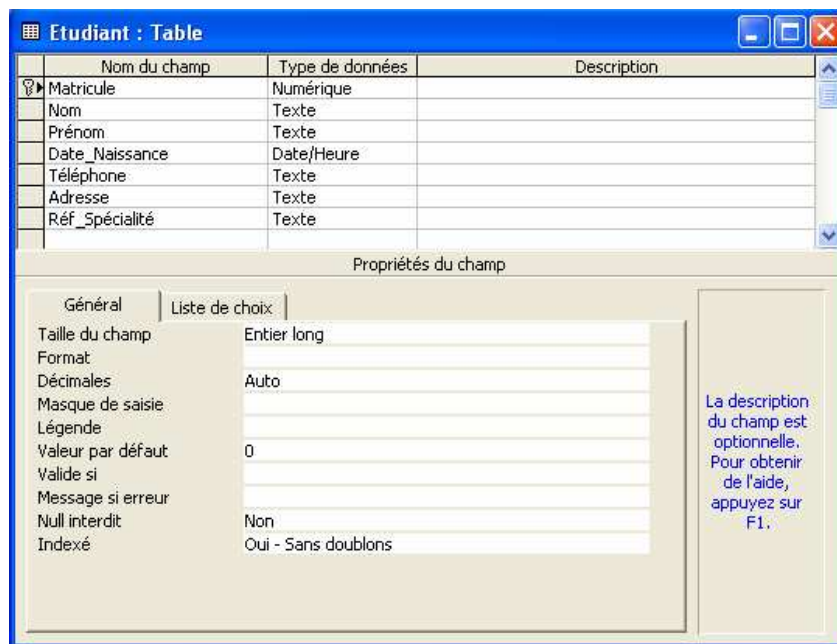 Etudiant : Table
Nom du champ Type de données Description
Matricule Numérique
Nom Texte
Prénom Texte
Date_Naissance Date/Heure
Téléphone Texte
Adresse Texte
Réf_Spécialité Texte
Propriétés du champ
Général Liste de choix
Taille du champ Entier long
Format
Décimales Auto
Masque de saisie
Légende
Valeur par défaut 0
Valide si
Message si erreur
Null interdit Non
Indexé Oui - Sans doublons
La description
du champ est
optionnelle.
Pour obtenir
de l'aide,
appuyez sur
F1.